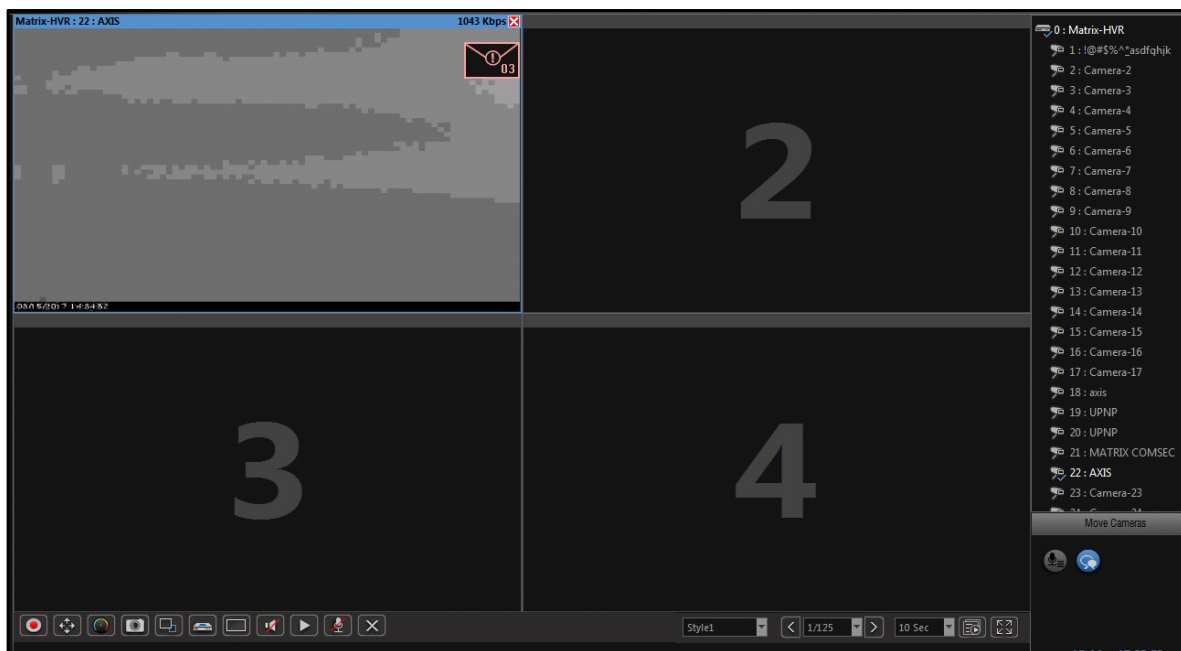 Matrix-HVR : 22 : AXIS 1043 Kbps
03
2
14:54:52
3
4
0 : Matrix-HVR
1 : !@#$%^*_asdfghjk
2 : Camera-2
3 : Camera-3
4 : Camera-4
5 : Camera-5
6 : Camera-6
7 : Camera-7
8 : Camera-8
9 : Camera-9
10 : Camera-10
11 : Camera-11
12 : Camera-12
13 : Camera-13
14 : Camera-14
15 : Camera-15
16 : Camera-16
17 : Camera-17
18 : axis
19 : UPNP
20 : UPNP
21 : MATRIX COMSEC
22 : AXIS
23 : Camera-23
Move Cameras
Style1 1/125 10 Sec